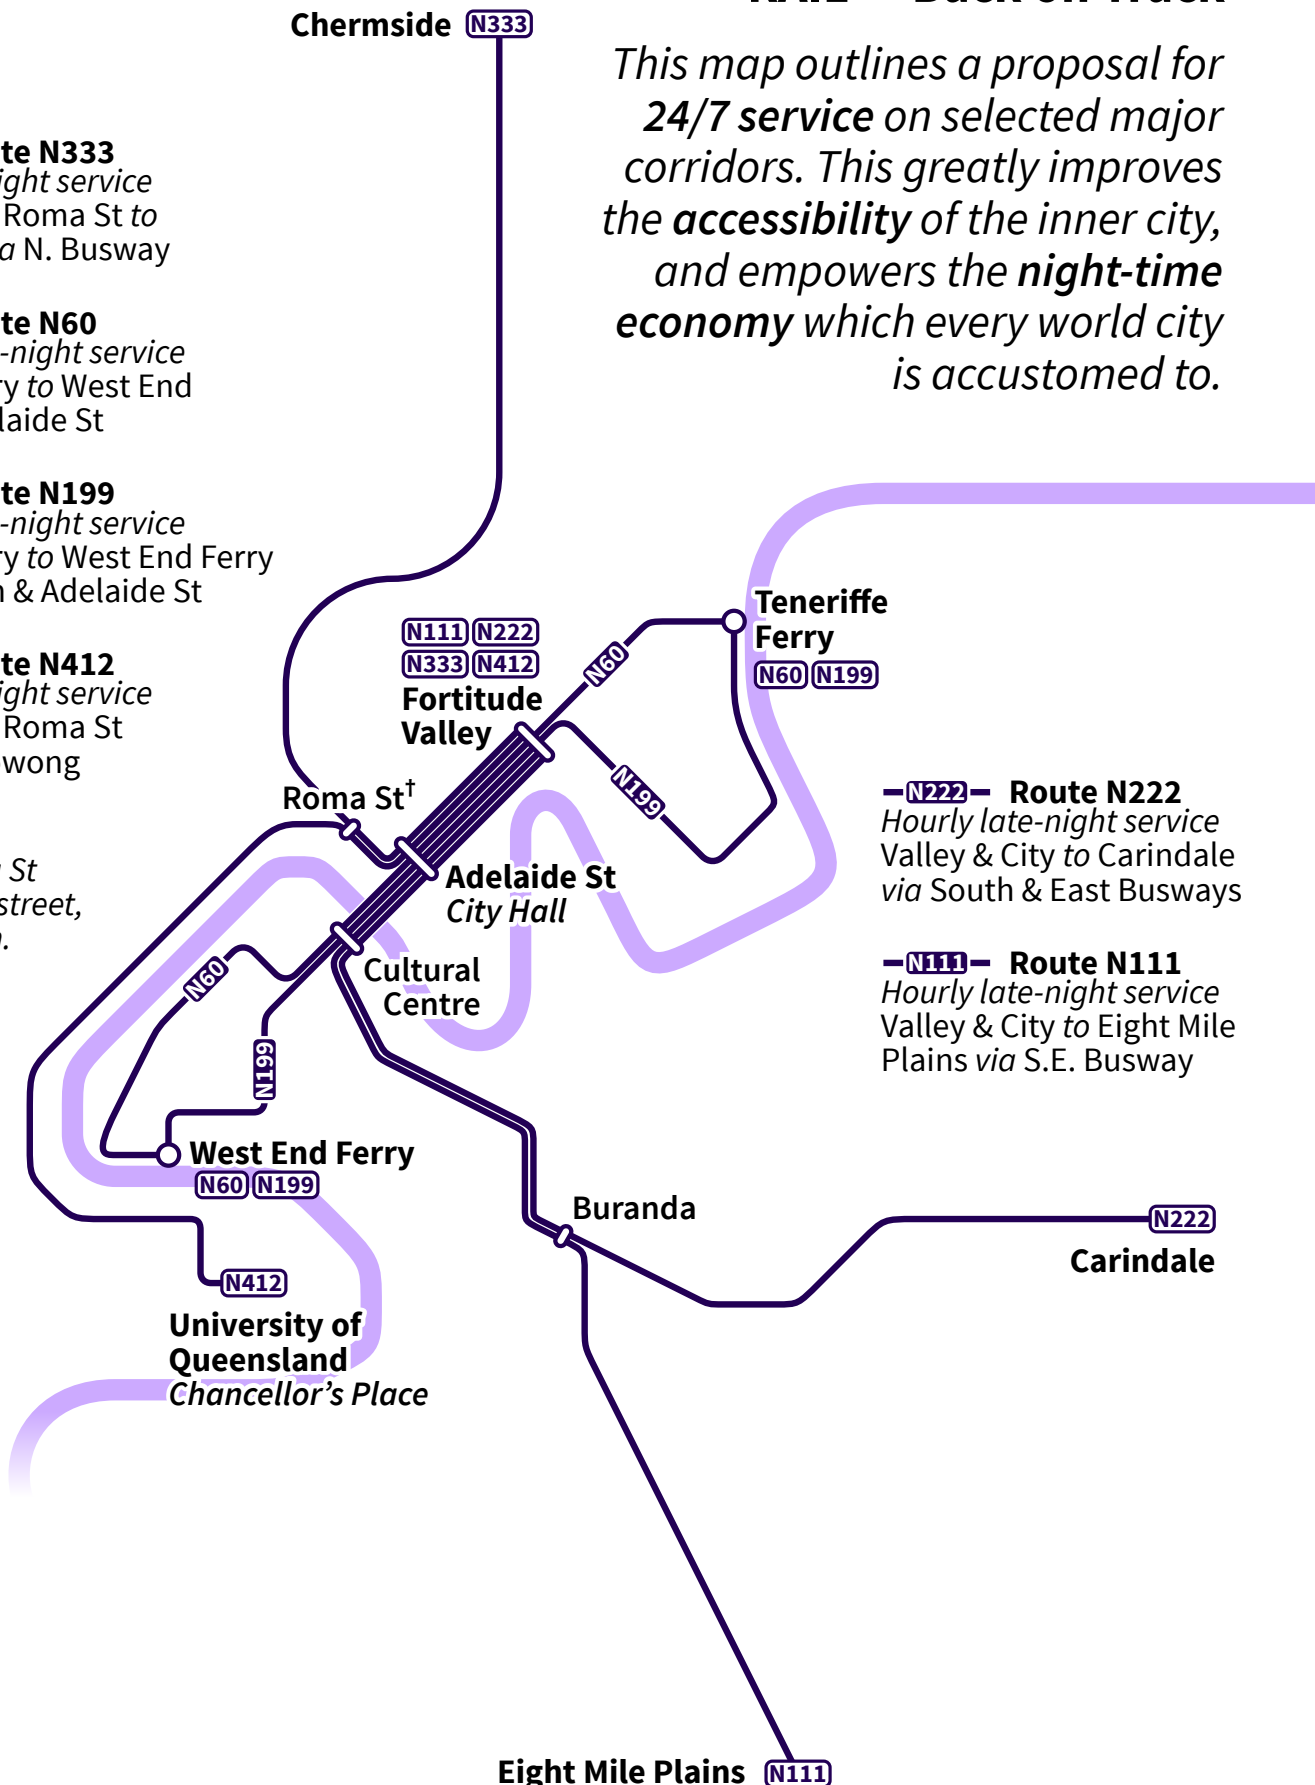 Chermside N333
This map outlines a proposal for
24/7 service on selected major
corridors. This greatly improves
the accessibility of the inner city,
and empowers the night-time
economy which every world city
is accustomed to.
te N333
ight service
Roma St to
a N. Busway
te N60
-night service
ry to West End
laide St
te N199
-night service
ry to West End Ferry
n & Adelaide St
te N412
ight service
Roma St
wong
St
street,
N111 N222
N333 N412
Fortitude
Valley
N60
Teneriffe
Ferry
N60 N199
N199
Roma St†
Adelaide St
City Hall
Cultural
Centre
N60
N199
West End Ferry
N60 N199
N412
University of
Queensland
Chancellor's Place
N222 Route N222
Hourly late-night service
Valley & City to Carindale
via South & East Busways
N111 Route N111
Hourly late-night service
Valley & City to Eight Mile
Plains via S.E. Busway
Buranda
N222
Carindale
Eight Mile Plains N111